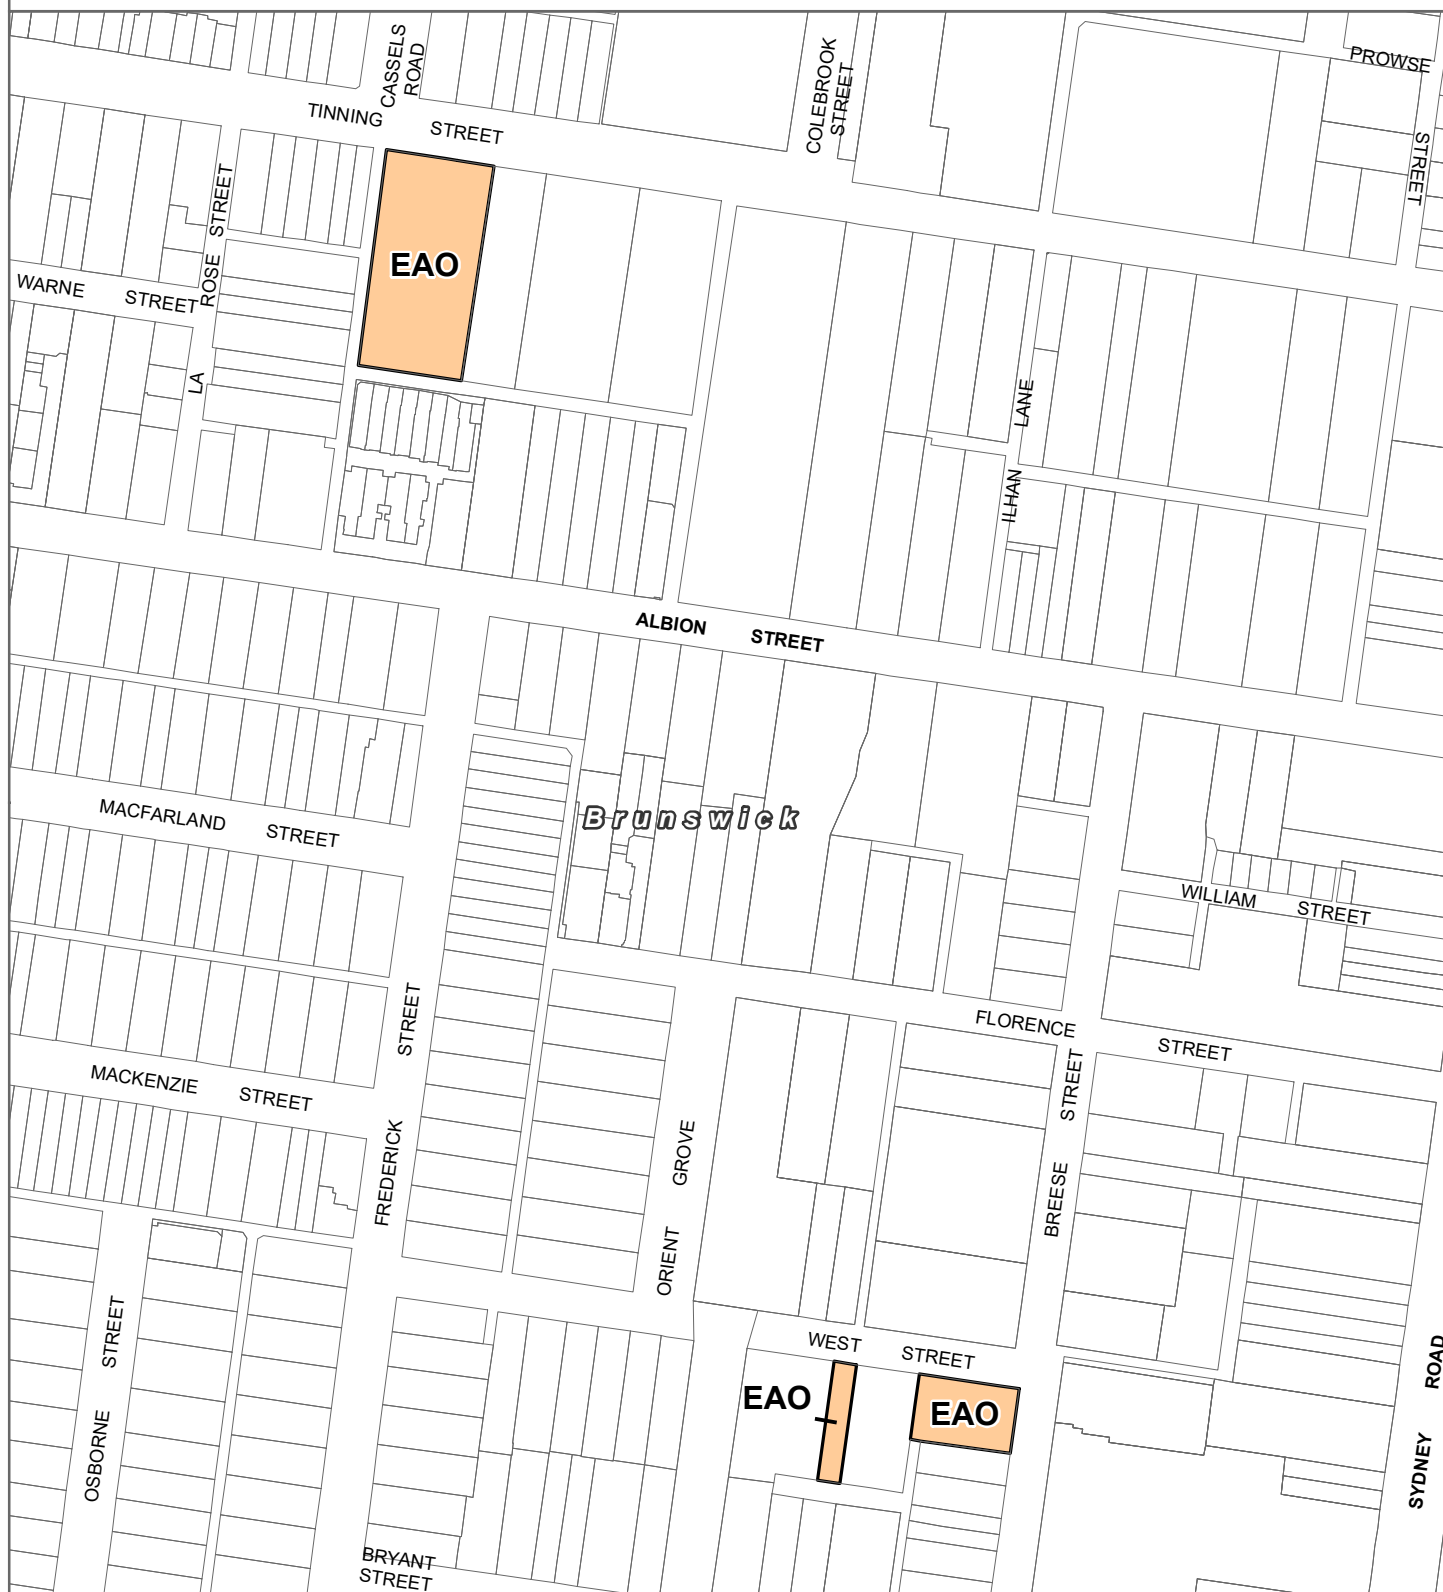 CASSELS
ROAD
COLEBROOK
STREET
PROWSE
STREET
TINNING STREET
LA ROSE STREET
EAO
WARNE STREET
ILHAN LANE
ALBION STREET
Brunswick
MACFARLAND STREET
WILLIAM STREET
FLORENCE STREET
MACKENZIE STREET
FREDERICK STREET
ORIENT GROVE
BREESE STREET
OSBORNE STREET
WEST STREET
EAO
EAO
SYDNEY ROAD
BRYANT
STREET